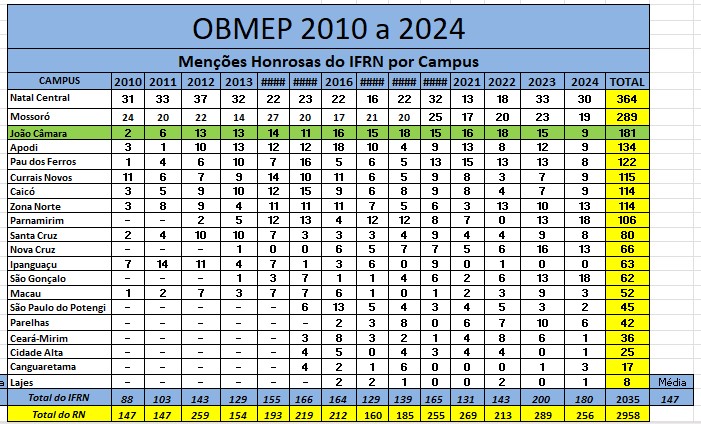 OBMEP 2010 a 2024
Menções Honrosas do IFRN por Campus
CAMPUS 2010 2011 2012 2013 #### #### 2016 #### #### #### 2021 2022 2023 2024 TOTAL
Natal Central 31 33 37 32 22 23 22 16 22 32 13 18 33 30 364
Mossoró 24 20 22 14 27 20 17 21 20 25 17 20 23 19 289
João Câmara 2 6 13 13 14 11 16 15 18 15 16 18 15 9 181
Apodi 3 1 10 13 12 12 18 10 4 9 13 8 12 9 134
Pau dos Ferros 1 4 6 10 7 16 5 6 5 13 15 13 13 8 122
Currais Novos 11 6 7 9 14 10 11 6 5 9 8 3 7 9 115
Caicó 3 5 9 10 12 15 9 6 8 9 8 4 7 9 114
Zona Norte 3 8 9 4 11 11 11 7 5 6 3 13 10 13 114
Parnamirim – – 2 5 12 13 4 12 12 8 7 0 13 18 106
Santa Cruz 2 4 10 10 7 3 3 3 4 9 4 4 9 8 80
Nova Cruz – – – 1 0 0 6 5 7 7 5 6 16 13 66
Ipanguaçu 7 14 11 4 7 1 3 6 0 9 0 1 0 0 63
São Gonçalo – – – 1 3 7 1 1 4 6 2 6 13 18 62
Macau 1 2 7 3 7 7 6 1 0 1 2 3 9 3 52
São Paulo do Potengi – – – – – 6 13 5 4 3 4 5 3 2 45
Parelhas – – – – – – 2 3 8 0 6 7 10 6 42
Ceará-Mirim – – – – – 3 8 3 2 1 4 8 6 1 36
Cidade Alta – – – – – 4 5 0 4 3 4 4 0 1 25
Canguaretama – – – – – 4 2 1 6 0 0 0 1 3 17
a Lajes – – – – – – 2 2 1 0 0 2 0 1 8 Média
Total do IFRN 88 103 143 129 155 166 164 129 139 165 131 143 200 180 2035 147
Total do RN 147 147 259 154 193 219 212 160 185 255 269 213 289 256 2958